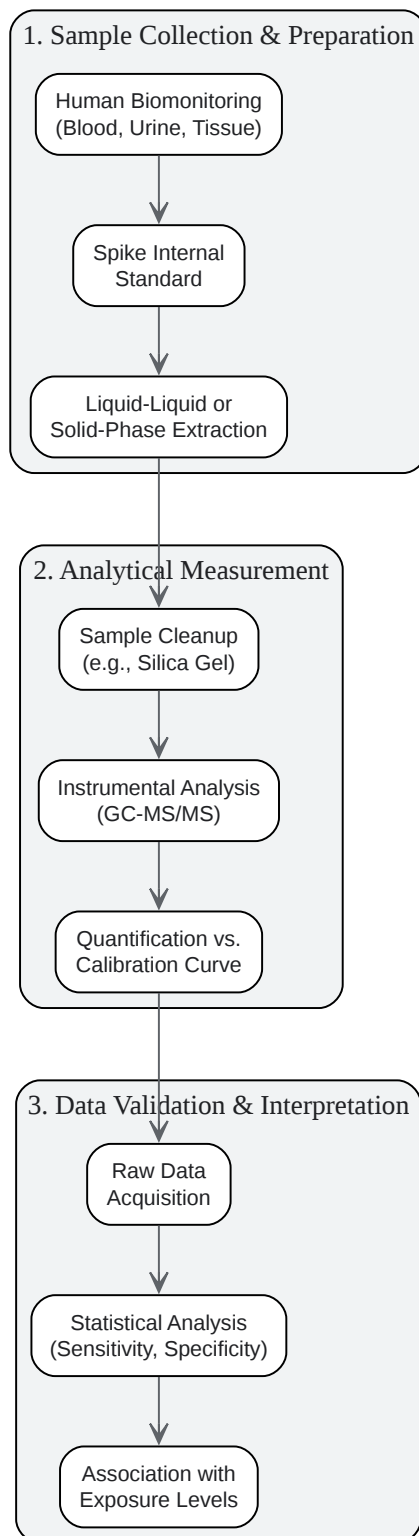 1. Sample Collection & Preparation
Human Biomonitoring
(Blood, Urine, Tissue)
Spike Internal
Standard
Liquid-Liquid or
Solid-Phase Extraction
2. Analytical Measurement
Sample Cleanup
(e.g., Silica Gel)
Instrumental Analysis
(GC-MS/MS)
Quantification vs.
Calibration Curve
3. Data Validation & Interpretation
Raw Data
Acquisition
Statistical Analysis
(Sensitivity, Specificity)
Association with
Exposure Levels